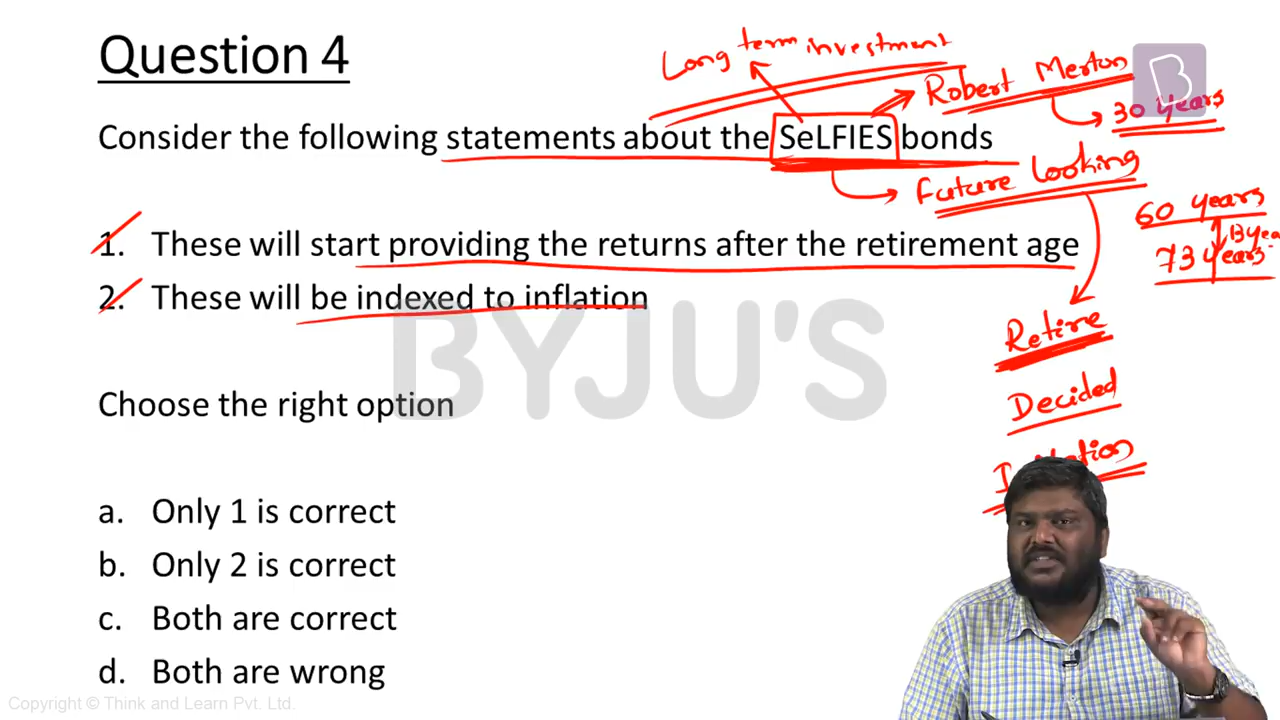 Question 4
Long term investment
Robert Merton
30 years
Consider the following statements about the SeLFIES bonds
Future looking
60 years
73 years
1. These will start providing the returns after the retirement age
2. These will be indexed to inflation
Retire
BYJU'S
Choose the right option
Decided
a. Only 1 is correct
b. Only 2 is correct
c. Both are correct
d. Both are wrong
Copyright © Think and Learn Pvt. Ltd.